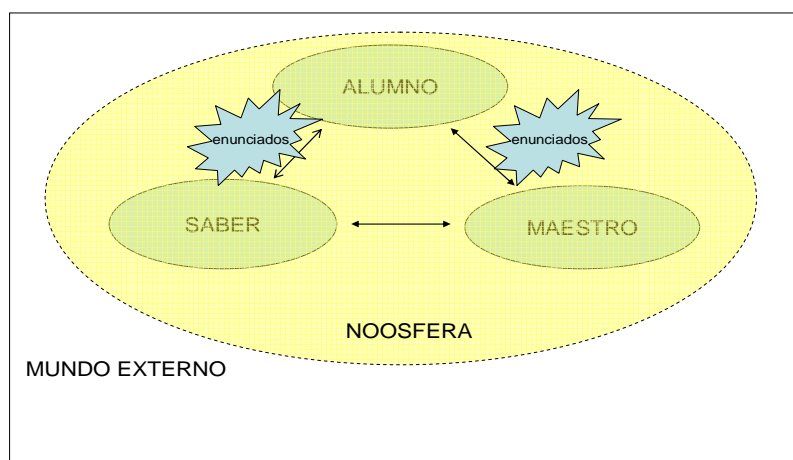 ALUMNO
enunciados
enunciados
SABER
MAESTRO
NOOSFERA
MUNDO EXTERNO